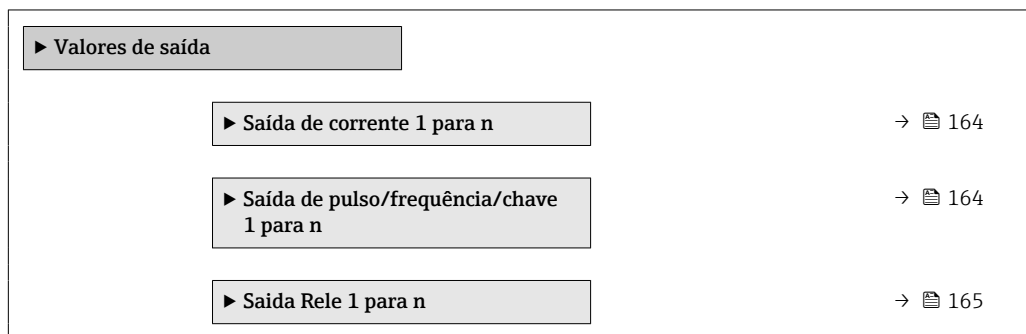 ▶ Valores de saída
▶ Saída de corrente 1 para n → 164
▶ Saída de pulso/frequência/chave → 164
1 para n
▶ Saida Rele 1 para n → 165